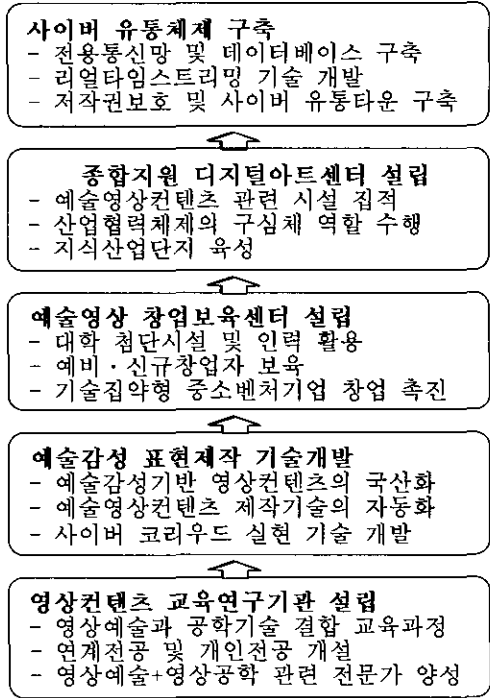 사이버 유통체제 구축
- 전용통신망 및 데이터베이스 구축
- 리얼타임스트리밍 기술 개발
- 저작권보호 및 사이버 유통타운 구축
종합지원 디지털아트센터 설립
- 예술영상컨텐츠 관련 시설 집적
- 산업협력체제의 구심체 역할 수행
- 지식산업단지 육성
예술영상 창업보육센터 설립
- 대학 첨단시설 및 인력 활용
- 예비·신규창업자 보육
- 기술집약형 중소벤처기업 창업 촉진
예술감성 표현제작 기술개발
- 예술감성기반 영상컨텐츠의 국산화
- 예술영상컨텐츠 제작기술의 자동화
- 사이버 코리우드 실현 기술 개발
영상컨텐츠 교육연구기관 설립
- 영상예술과 공학기술 결합 교육과정
- 연계전공 및 개인전공 개설
- 영상예술+영상공학 관련 전문가 양성